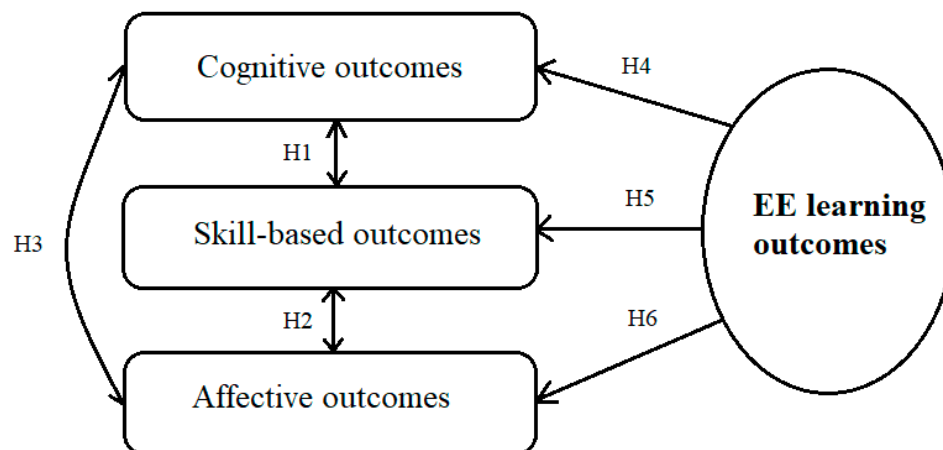 Cognitive outcomes
H4
H1
H5
EE learning
outcomes
Skill-based outcomes
H3
H2
H6
Affective outcomes